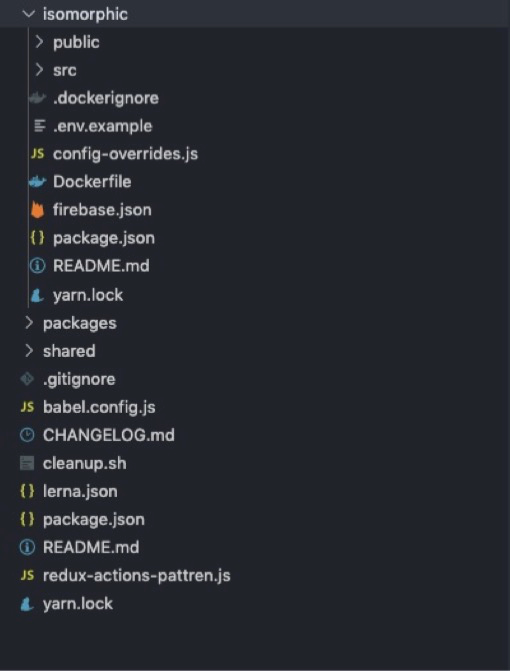 isomorphic
public
src
.dockerignore
.env.example
JS config-overrides.js
Dockerfile
firebase.json
{} package.json
README.md
yarn.lock
packages
shared
.gitignore
JS babel.config.js
CHANGELOG.md
cleanup.sh
{} lerna.json
{} package.json
README.md
JS redux-actions-pattren.js
yarn.lock